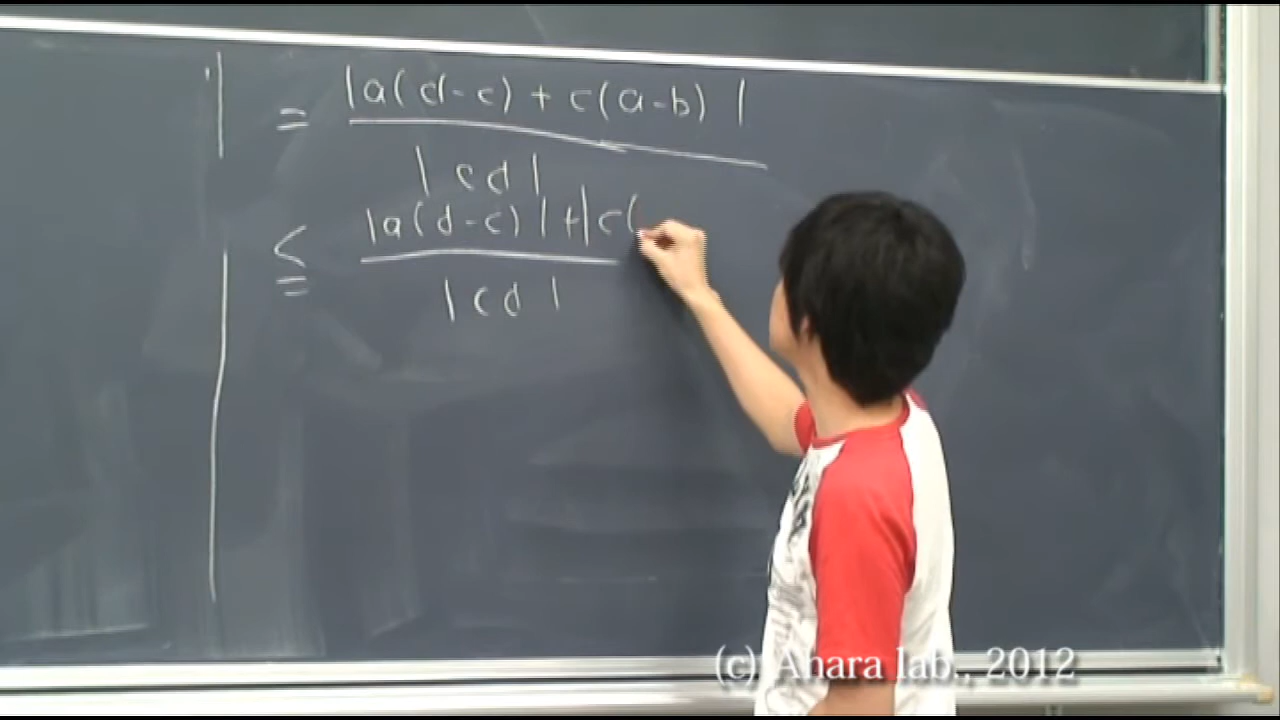 = |a(d-c) + c(a-b)|
|cd|
≦ |a(d-c)| + |c(
|cd|
(c) Ahara lab., 2012